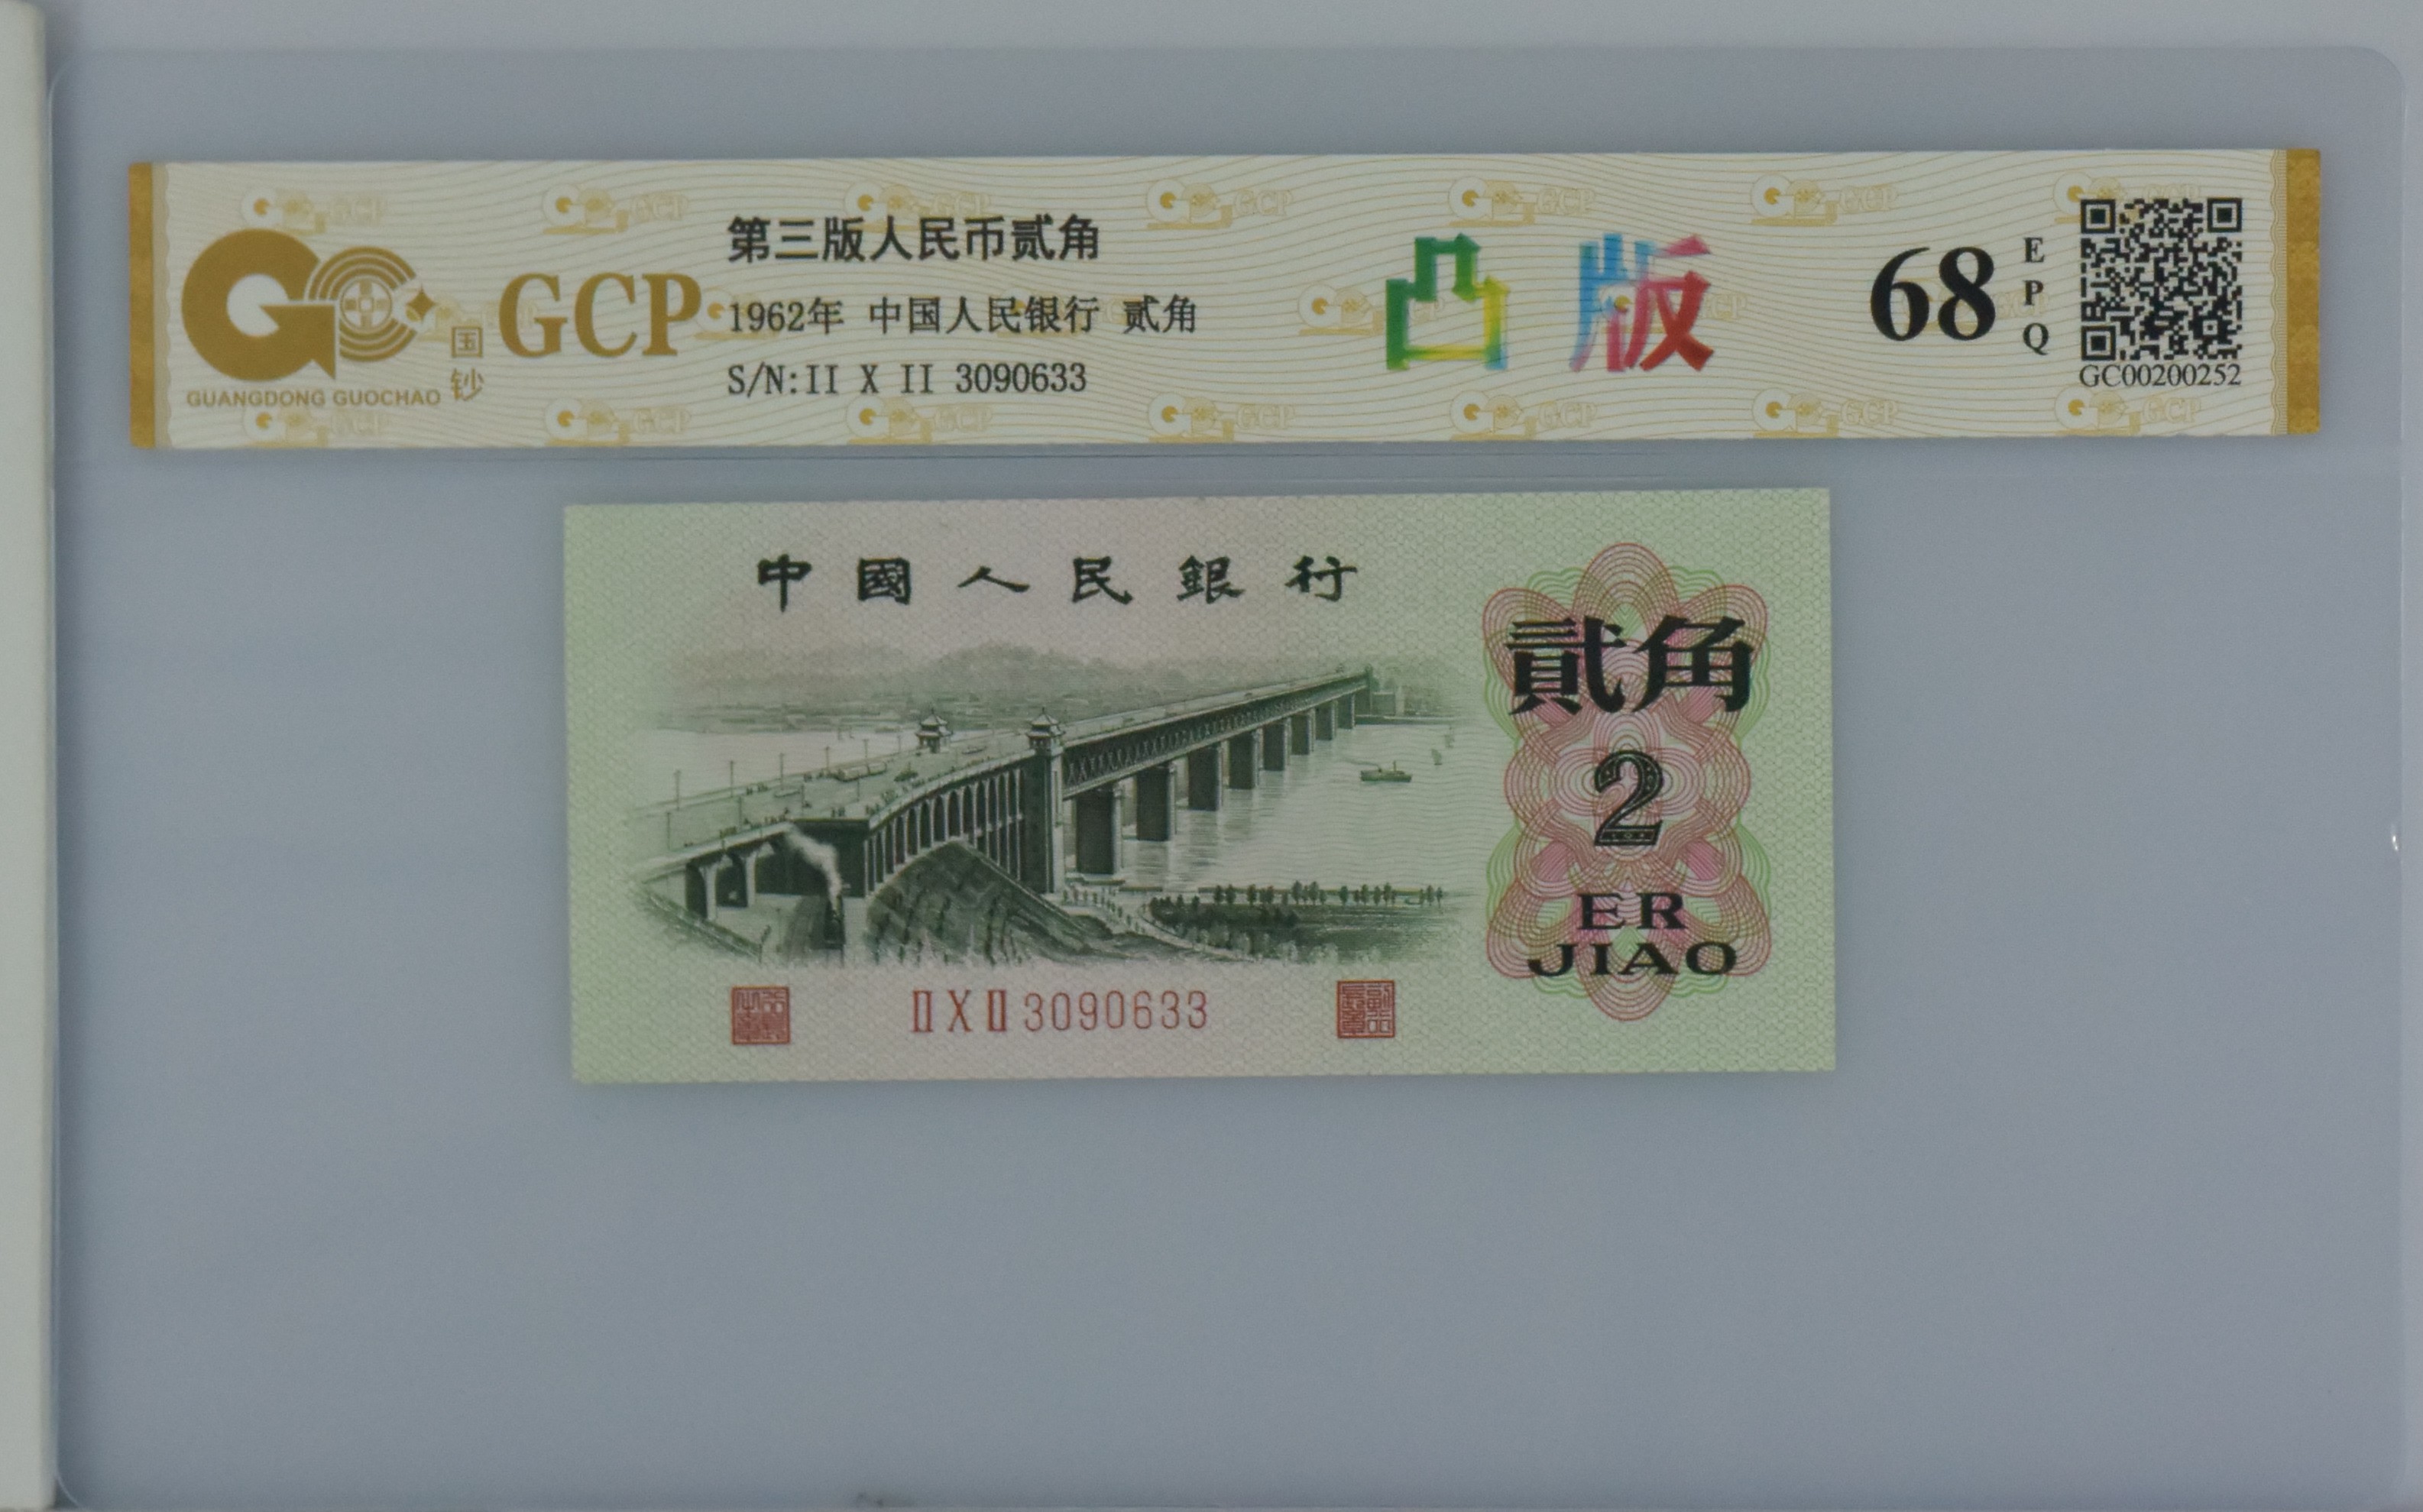 GCP
国钞
GUANGDONG GUOCHAO
第三版人民币贰角
1962年 中国人民银行 贰角
S/N:II X II 3090633
凸版
68
EPQ
GC00200252
中國人民銀行
貳角
2
ER
JIAO
II X II 3090633